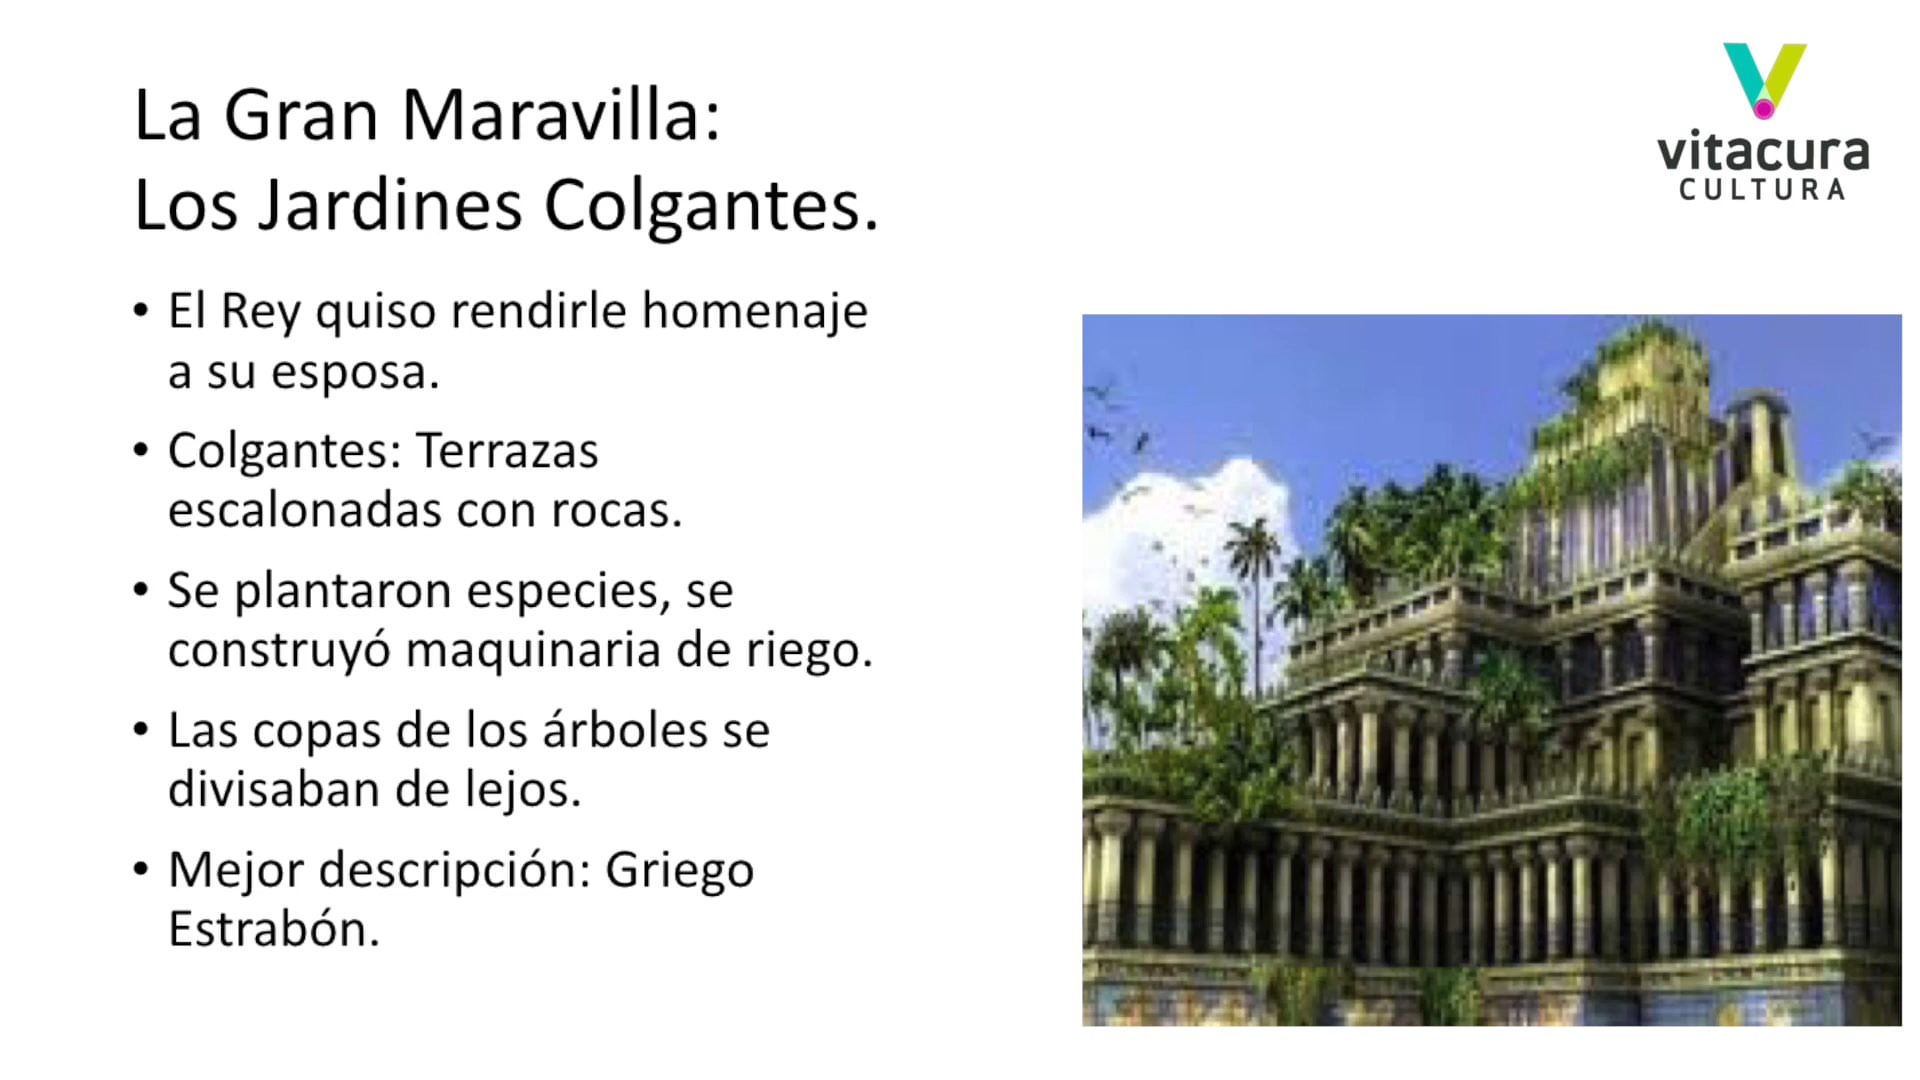 La Gran Maravilla:
Los Jardines Colgantes.
vitacura
CULTURA
• El Rey quiso rendirle homenaje
a su esposa.
• Colgantes: Terrazas
escalonadas con rocas.
• Se plantaron especies, se
construyó maquinaria de riego.
• Las copas de los árboles se
divisaban de lejos.
• Mejor descripción: Griego
Estrabón.